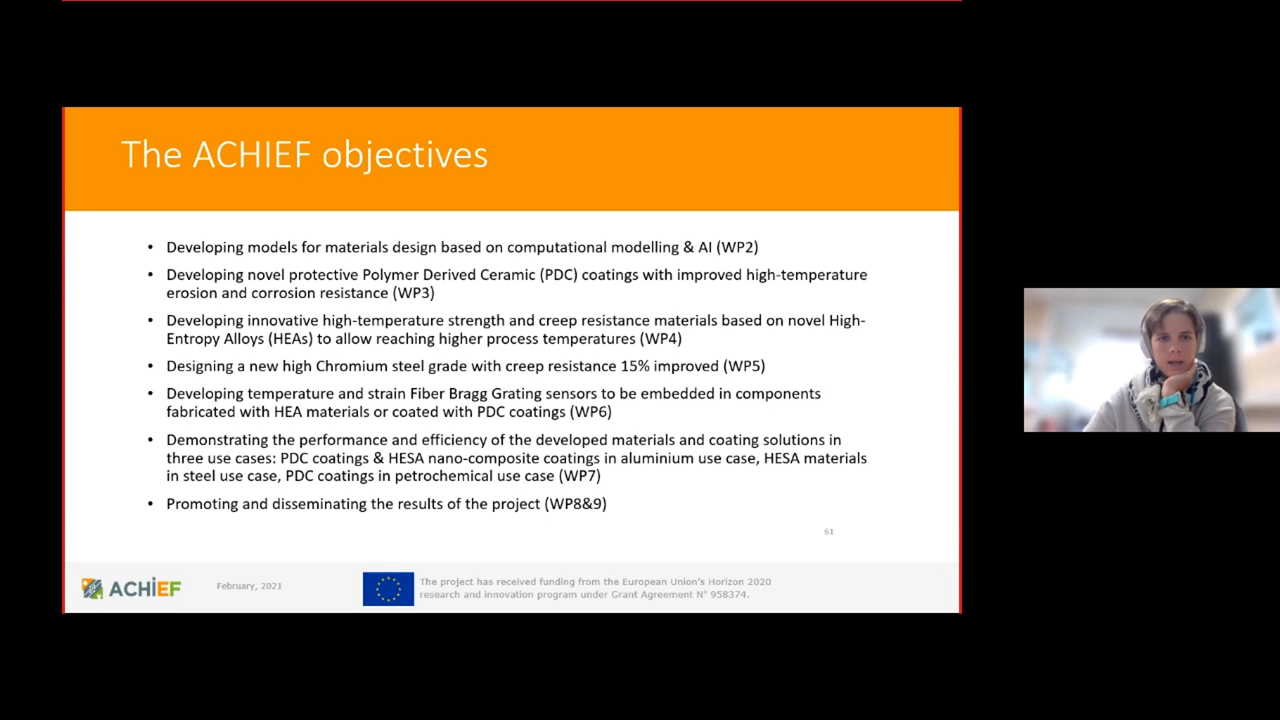 The ACHIEF objectives
• Developing models for materials design based on computational modelling & AI (WP2)
• Developing novel protective Polymer Derived Ceramic (PDC) coatings with improved high-temperature
erosion and corrosion resistance (WP3)
• Developing innovative high-temperature strength and creep resistance materials based on novel High-
Entropy Alloys (HEAs) to allow reaching higher process temperatures (WP4)
• Designing a new high Chromium steel grade with creep resistance 15% improved (WP5)
• Developing temperature and strain Fiber Bragg Grating sensors to be embedded in components
fabricated with HEA materials or coated with PDC coatings (WP6)
• Demonstrating the performance and efficiency of the developed materials and coating solutions in
three use cases: PDC coatings & HESA nano-composite coatings in aluminium use case, HESA materials
in steel use case, PDC coatings in petrochemical use case (WP7)
• Promoting and disseminating the results of the project (WP8&9)
61
ACHiEF
February, 2021
The project has received funding from the European Union's Horizon 2020
research and innovation program under Grant Agreement N° 958374.